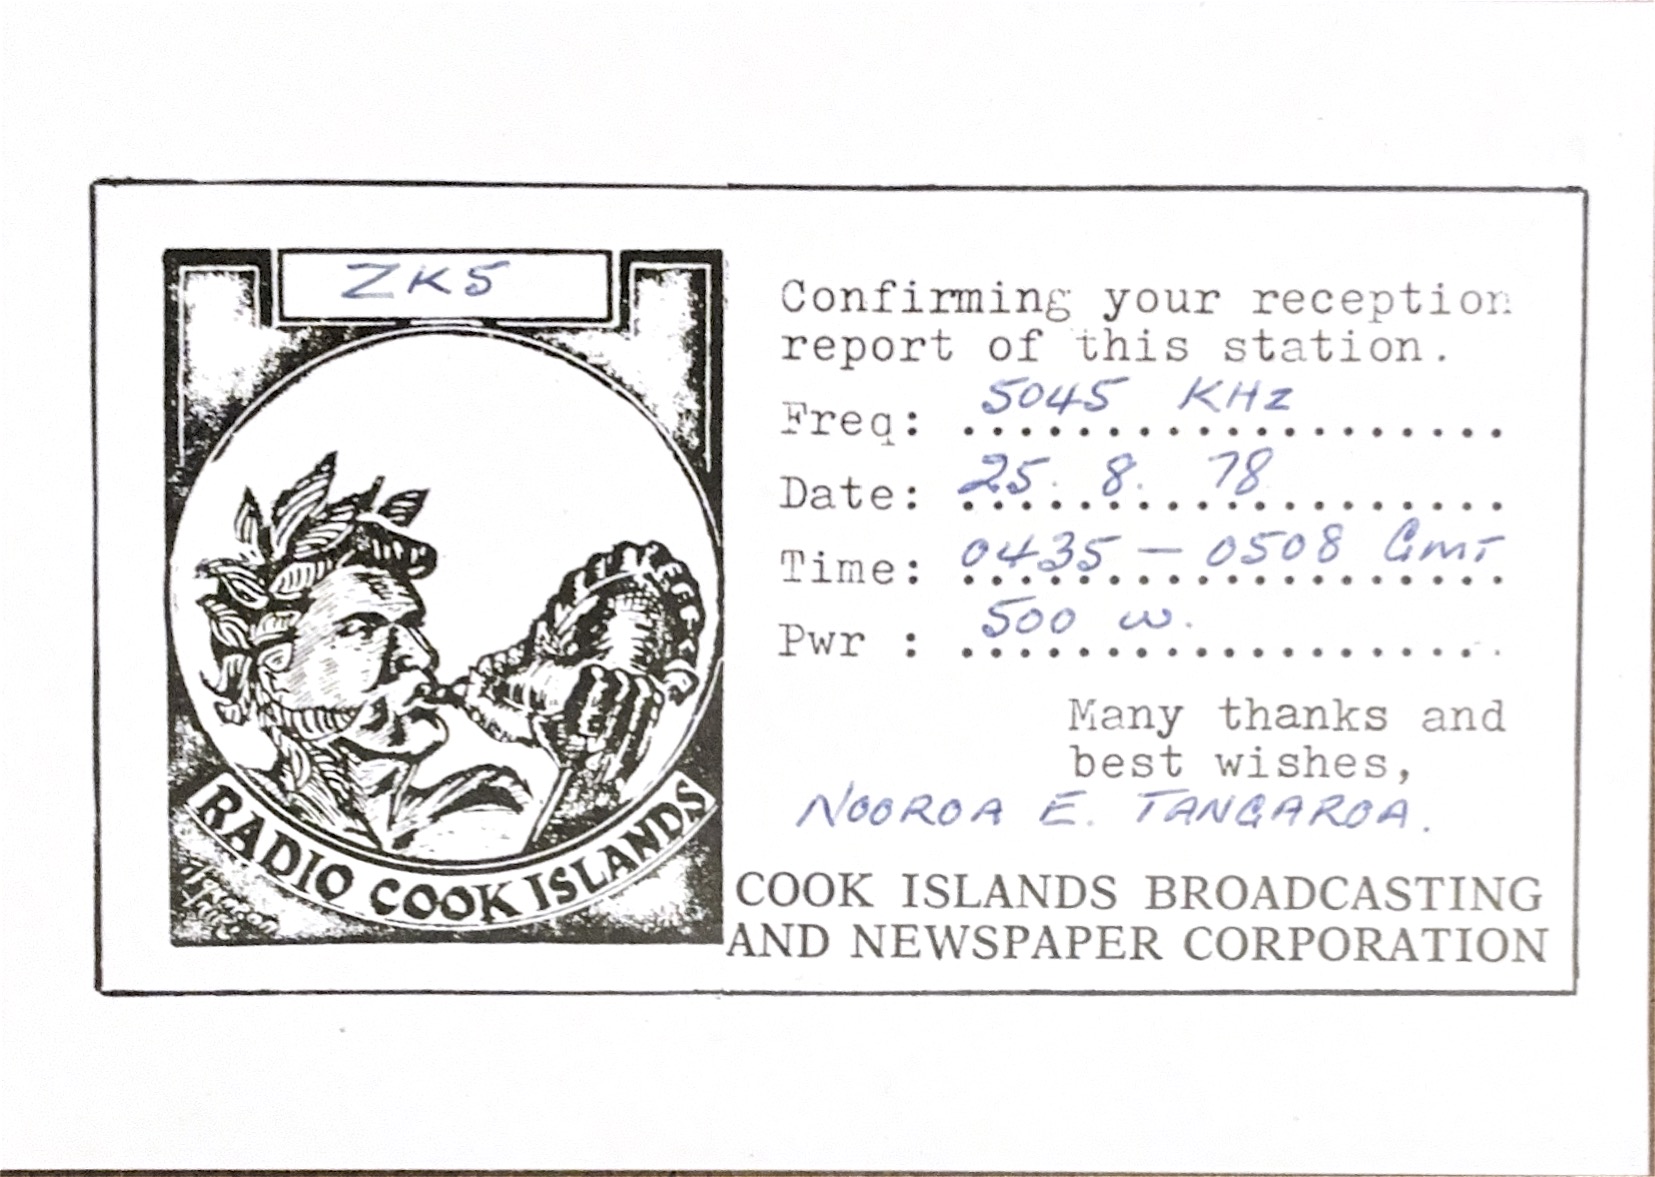 ZK5
RADIO COOK ISLANDS
Confirming your reception
report of this station.
Freq: 5045 KHz
Date: 25. 8. 78
Time: 0435 — 0508 GMT
Pwr : 500 w.
Many thanks and
best wishes,
NOOROA E. TANGAROA.
COOK ISLANDS BROADCASTING
AND NEWSPAPER CORPORATION